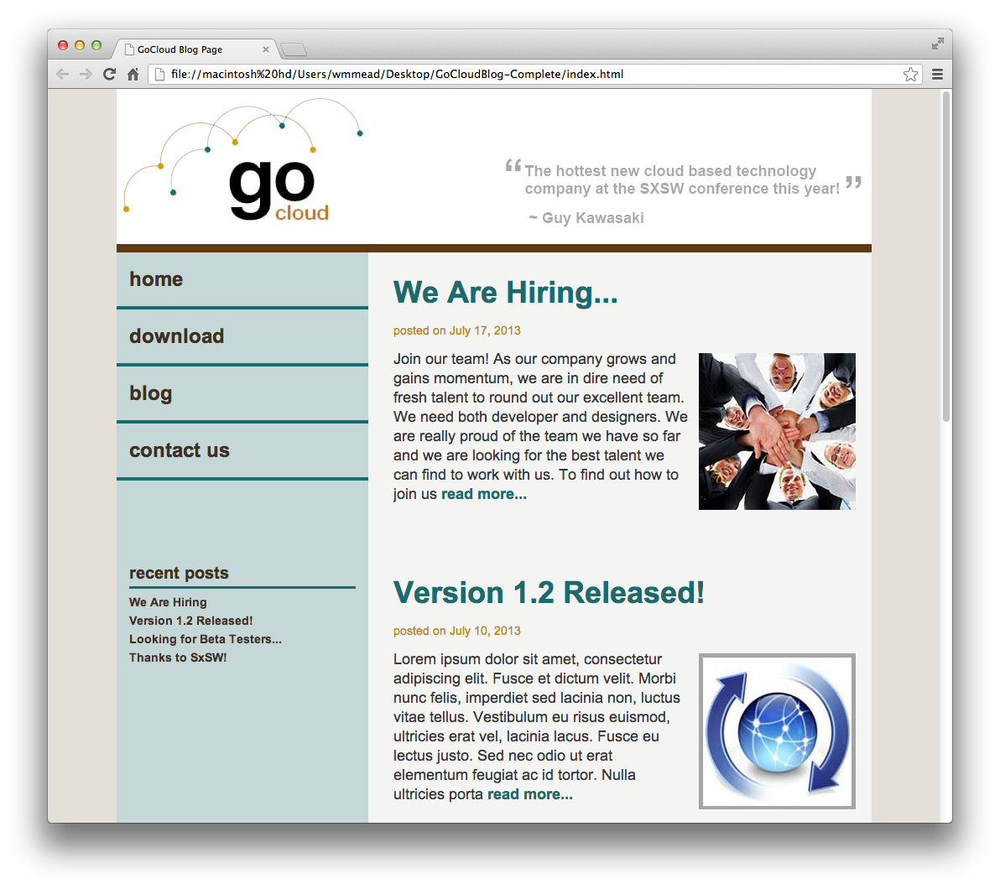 GoCloud Blog Page
file://macintosh%20hd/Users/wmmead/Desktop/GoCloudBlog-Complete/index.html
go
cloud
“The hottest new cloud based technology
company at the SXSW conference this year!”
~ Guy Kawasaki
home
download
blog
contact us
recent posts
We Are Hiring
Version 1.2 Released!
Looking for Beta Testers...
Thanks to SxSW!
We Are Hiring...
posted on July 17, 2013
Join our team! As our company grows and
gains momentum, we are in dire need of
fresh talent to round out our excellent team.
We need both developer and designers. We
are really proud of the team we have so far
and we are looking for the best talent we
can find to work with us. To find out how to
join us read more...
Version 1.2 Released!
posted on July 10, 2013
Lorem ipsum dolor sit amet, consectetur
adipiscing elit. Fusce et dictum velit. Morbi
nunc felis, imperdiet sed lacinia non, luctus
vitae tellus. Vestibulum eu risus euismod,
ultricies erat vel, lacinia lacus. Fusce eu
lectus justo. Sed nec odio ut erat
elementum feugiat ac id tortor. Nulla
ultricies porta read more...